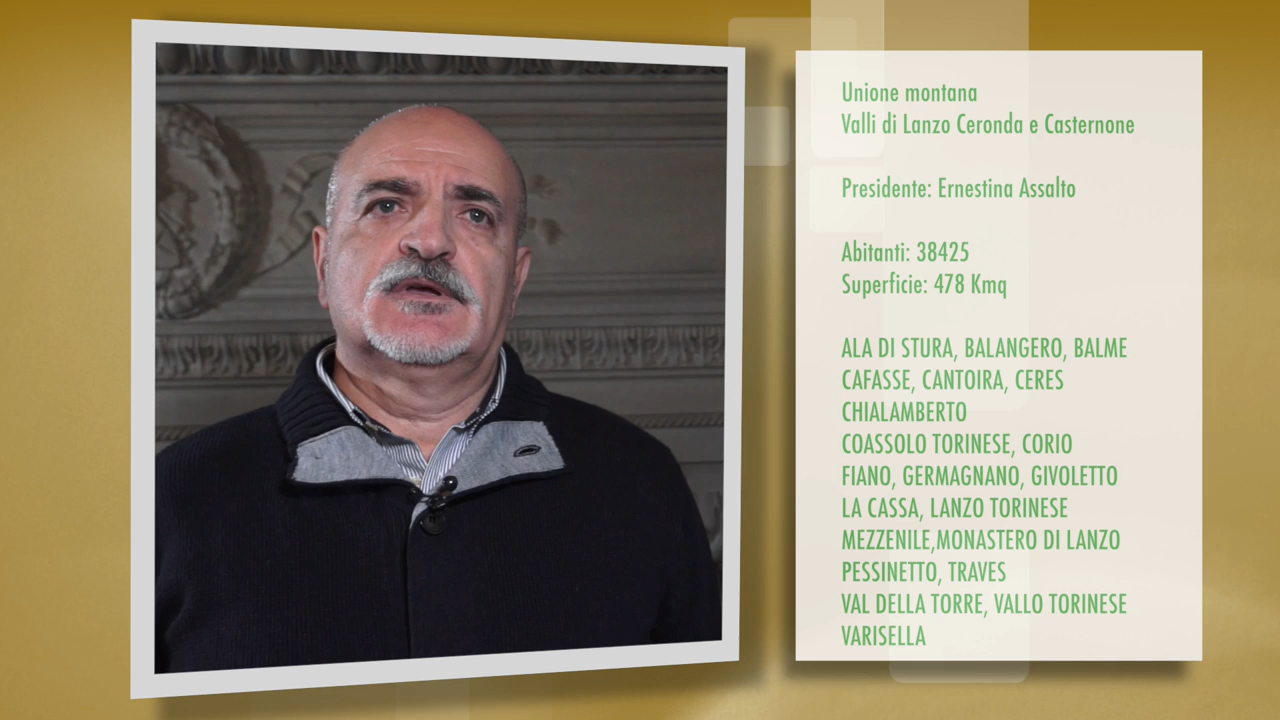 Unione montana
Valli di Lanzo Ceronda e Casternone
Presidente: Ernestina Assalto
Abitanti: 38425
Superficie: 478 Kmq
ALA DI STURA, BALANGERO, BALME
CAFASSE, CANTOIRA, CERES
CHIALAMBERTO
COASSOLO TORINESE, CORIO
FIANO, GERMAGNANO, GIVOLETTO
LA CASSA, LANZO TORINESE
MEZZENILE,MONASTERO DI LANZO
PESSINETTO, TRAVES
VAL DELLA TORRE, VALLO TORINESE
VARISELLA